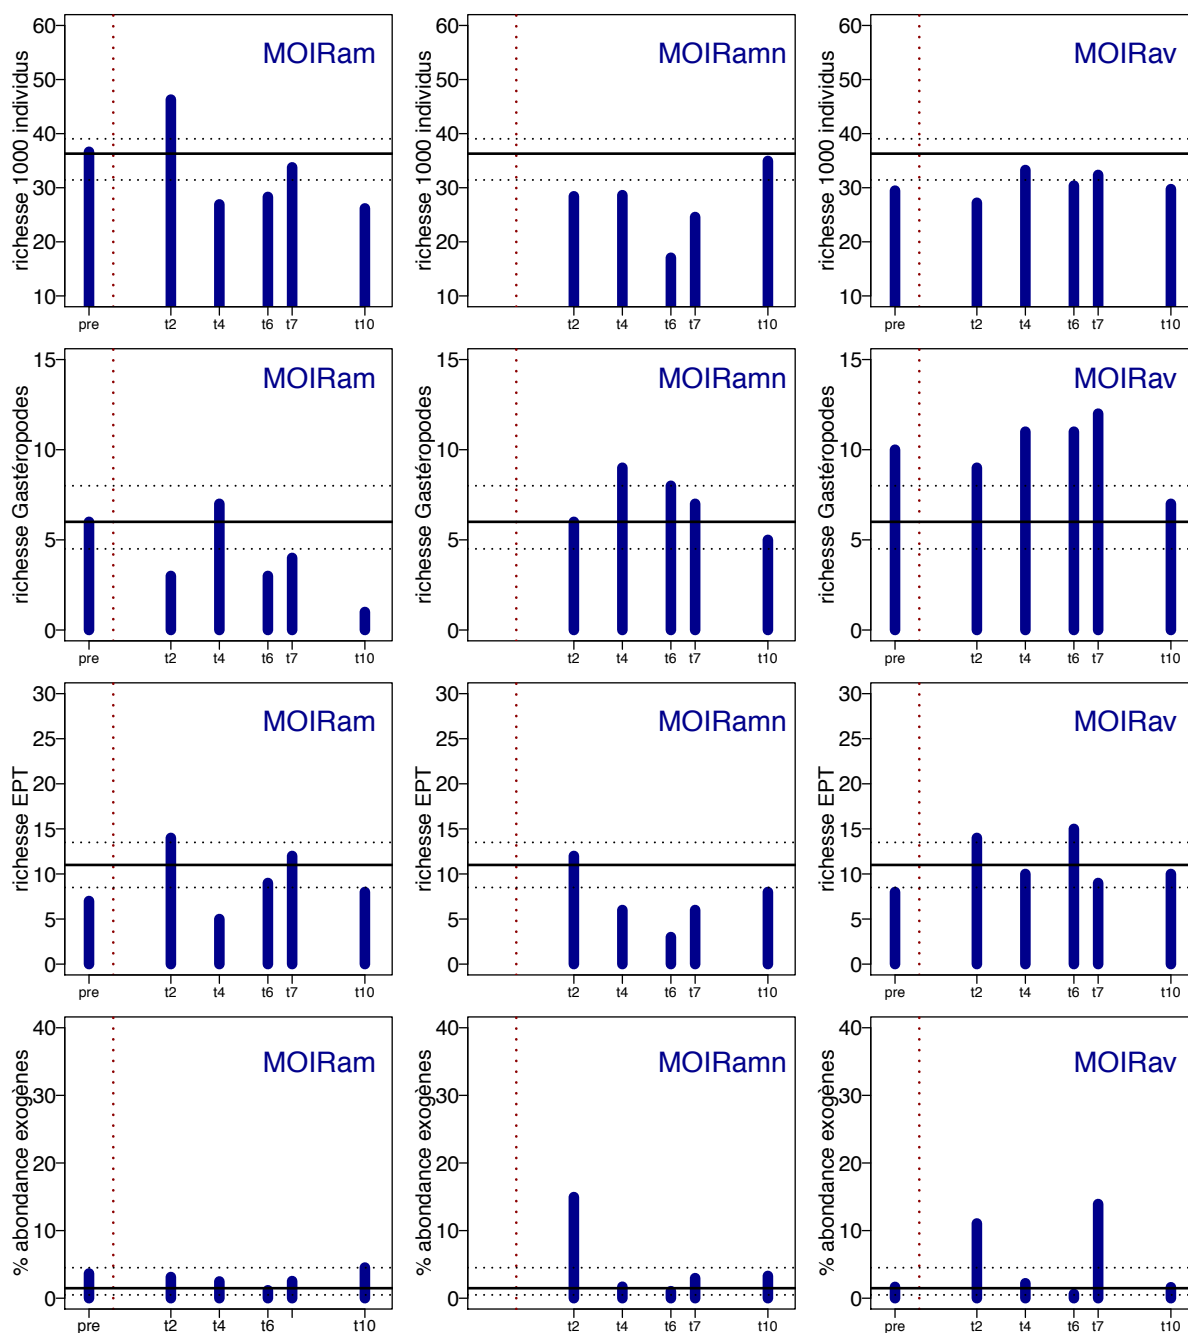 richesse 1000 individus
60
50
40
30
20
10
MOIRam
pre t2 t4 t6 t7 t10
richesse 1000 individus
60
50
40
30
20
10
MOIRamn
t2 t4 t6 t7 t10
richesse 1000 individus
60
50
40
30
20
10
MOIRav
pre t2 t4 t6 t7 t10
richesse Gastéropodes
15
10
5
0
MOIRam
pre t2 t4 t6 t7 t10
richesse Gastéropodes
15
10
5
0
MOIRamn
t2 t4 t6 t7 t10
richesse Gastéropodes
15
10
5
0
MOIRav
pre t2 t4 t6 t7 t10
richesse EPT
30
25
20
15
10
5
0
MOIRam
pre t2 t4 t6 t7 t10
richesse EPT
30
25
20
15
10
5
0
MOIRamn
t2 t4 t6 t7 t10
richesse EPT
30
25
20
15
10
5
0
MOIRav
pre t2 t4 t6 t7 t10
% abondance exogènes
40
30
20
10
0
MOIRam
pre t2 t4 t6 t10
% abondance exogènes
40
30
20
10
0
MOIRamn
t2 t4 t6 t7 t10
% abondance exogènes
40
30
20
10
0
MOIRav
pre t2 t4 t6 t7 t10